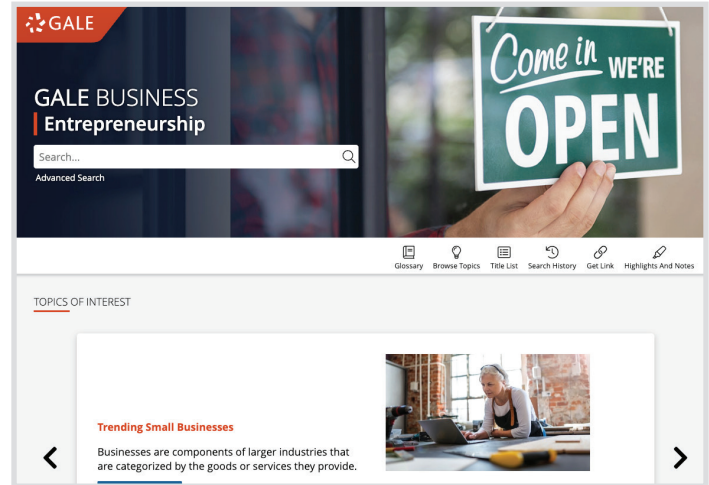 GALE
Come in WE'RE
OPEN
GALE BUSINESS
Entrepreneurship
Search...
Advanced Search
Glossary Browse Topics Title List Search History Get Link Highlights And Notes
TOPICS OF INTEREST
Trending Small Businesses
Businesses are components of larger industries that
are categorized by the goods or services they provide.